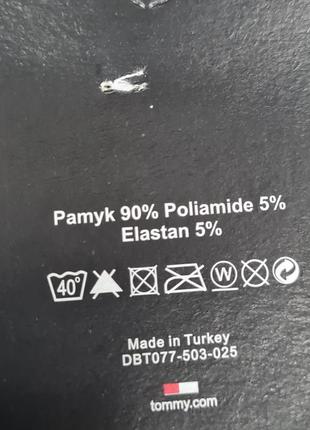 Pamyk 90% Poliamide 5%
Elastan 5%
40°
W
Made in Turkey
DBT077-503-025
tommy.com